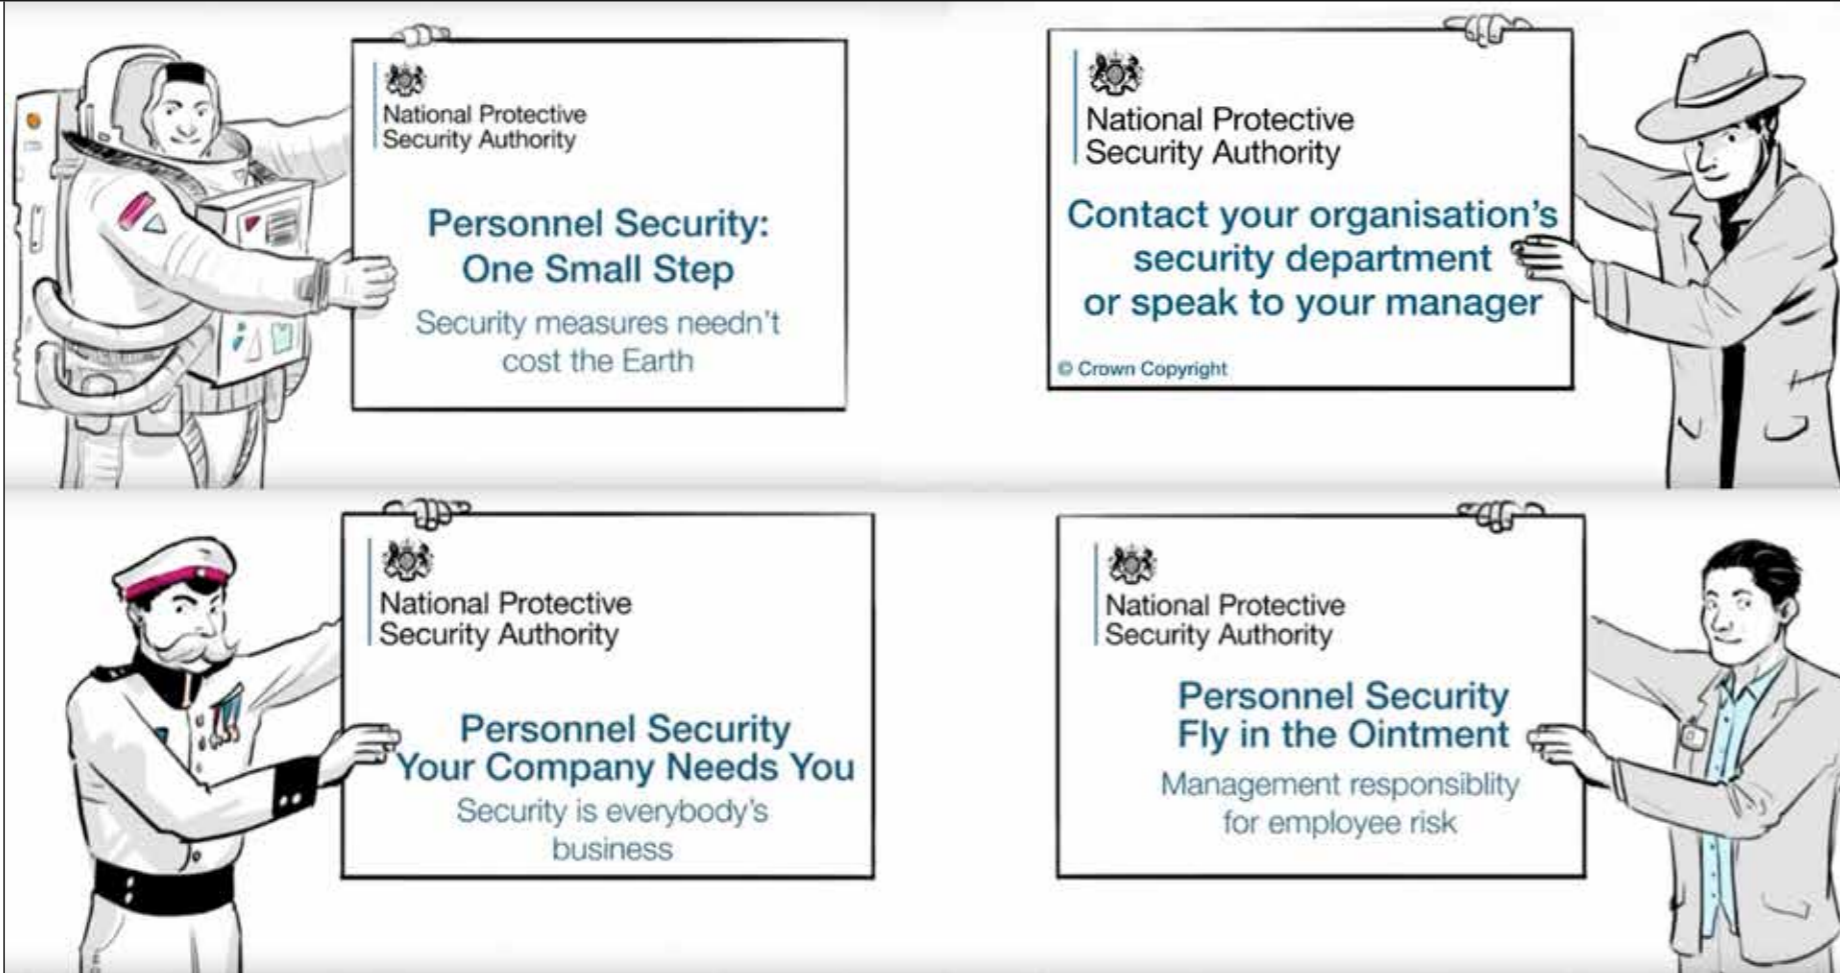 National Protective
Security Authority
Personnel Security:
One Small Step
Security measures needn't
cost the Earth
National Protective
Security Authority
Contact your organisation's
security department
or speak to your manager
© Crown Copyright
National Protective
Security Authority
Personnel Security
Your Company Needs You
Security is everybody's
business
National Protective
Security Authority
Personnel Security
Fly in the Ointment
Management responsiblity
for employee risk